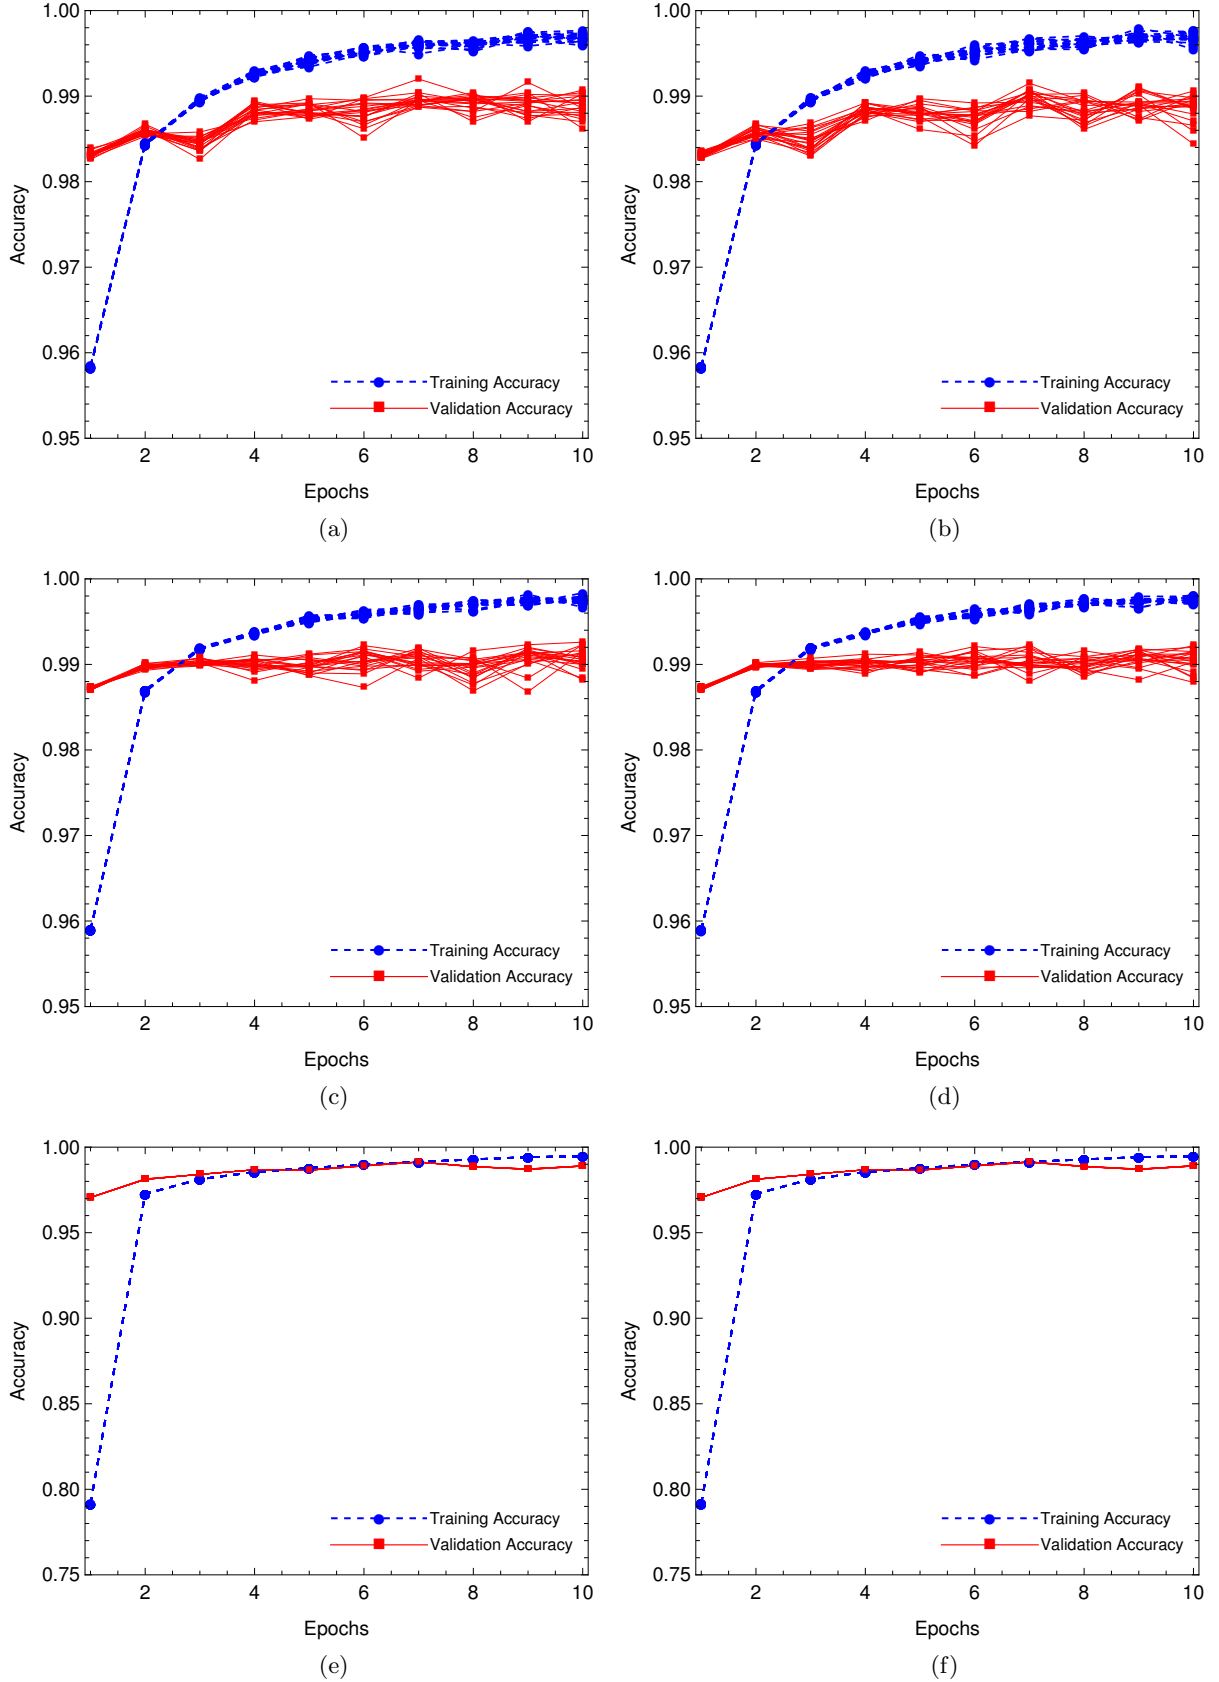 1.00
0.99
0.98
0.97
0.96
0.95
Accuracy
Training Accuracy
Validation Accuracy
2 4 6 8 10
Epochs
(a)
1.00
0.99
0.98
0.97
0.96
0.95
Accuracy
Training Accuracy
Validation Accuracy
2 4 6 8 10
Epochs
(b)
1.00
0.99
0.98
0.97
0.96
0.95
Accuracy
Training Accuracy
Validation Accuracy
2 4 6 8 10
Epochs
(c)
1.00
0.99
0.98
0.97
0.96
0.95
Accuracy
Training Accuracy
Validation Accuracy
2 4 6 8 10
Epochs
(d)
1.00
0.95
0.90
0.85
0.80
0.75
Accuracy
Training Accuracy
Validation Accuracy
2 4 6 8 10
Epochs
(e)
1.00
0.95
0.90
0.85
0.80
0.75
Accuracy
Training Accuracy
Validation Accuracy
2 4 6 8 10
Epochs
(f)